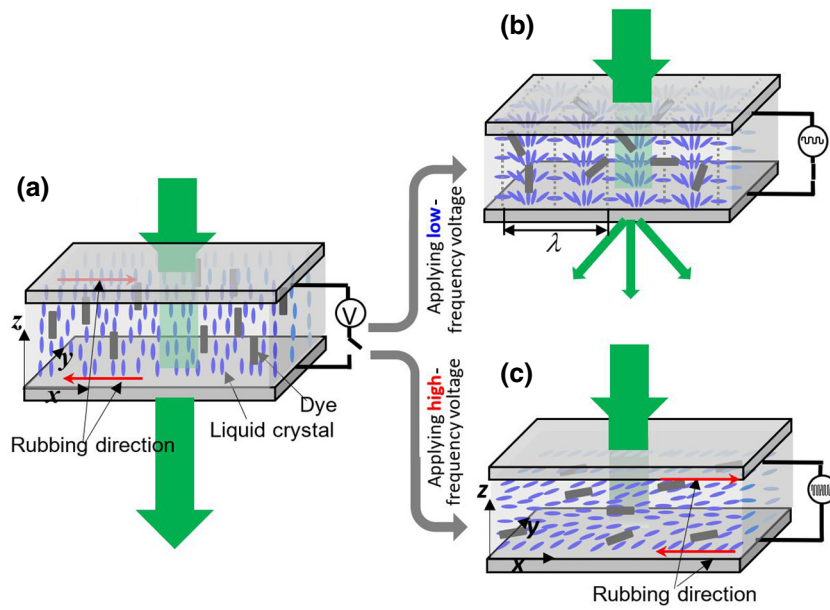 (a)
V
z
y
x
Rubbing direction
Liquid crystal
Dye
Applying low-
frequency voltage
Applying high-
frequency voltage
(b)
λ
(c)
z
y
x
Rubbing direction